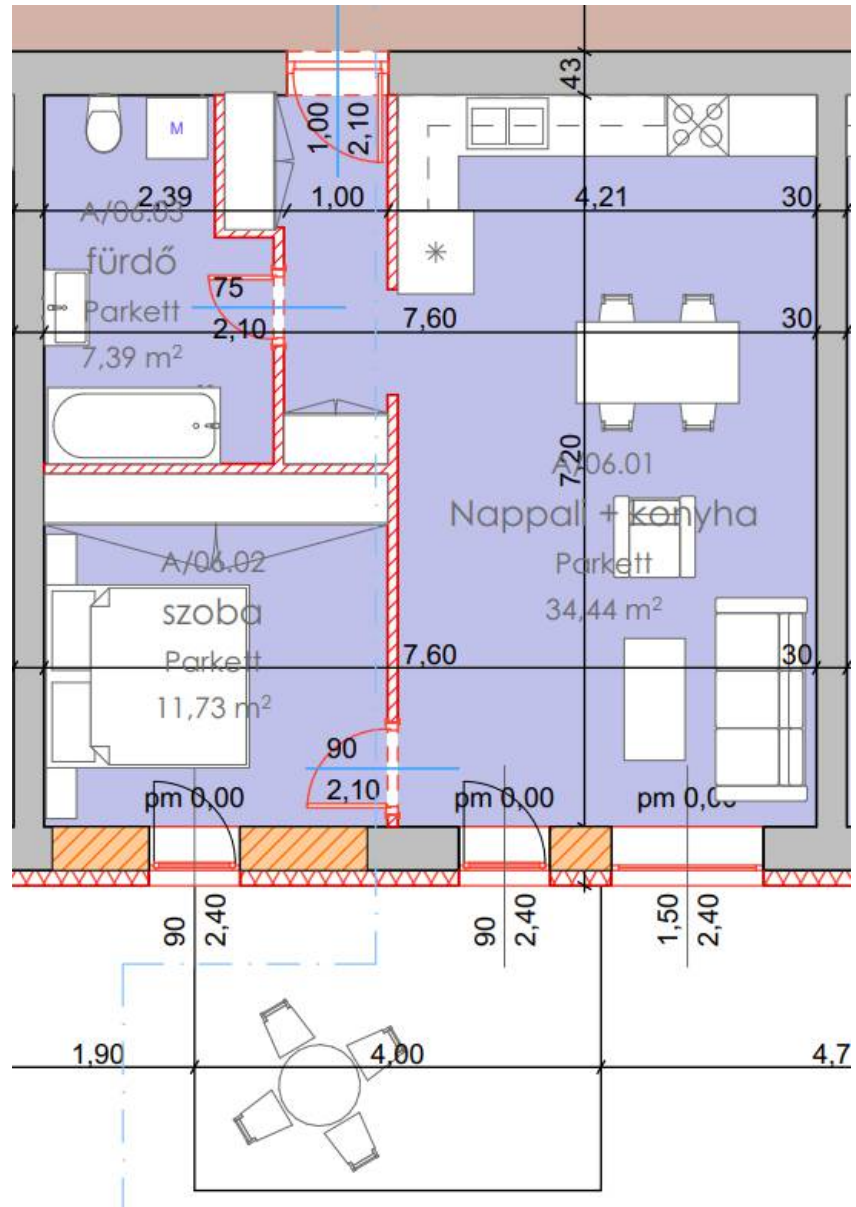 43
1,00
2,10
M
2,39
1,00
4,21
30
A/06.03
fürdő
Parkett
7,39 m²
75
2,10
7,60
30
7,20
A/06.01
Nappali + konyha
Parkett
34,44 m²
A/06.02
szoba
Parkett
11,73 m²
7,60
30
90
2,10
pm 0,00
pm 0,00
pm 0,00
90
2,40
90
2,40
1,50
2,40
1,90
4,00
4,7